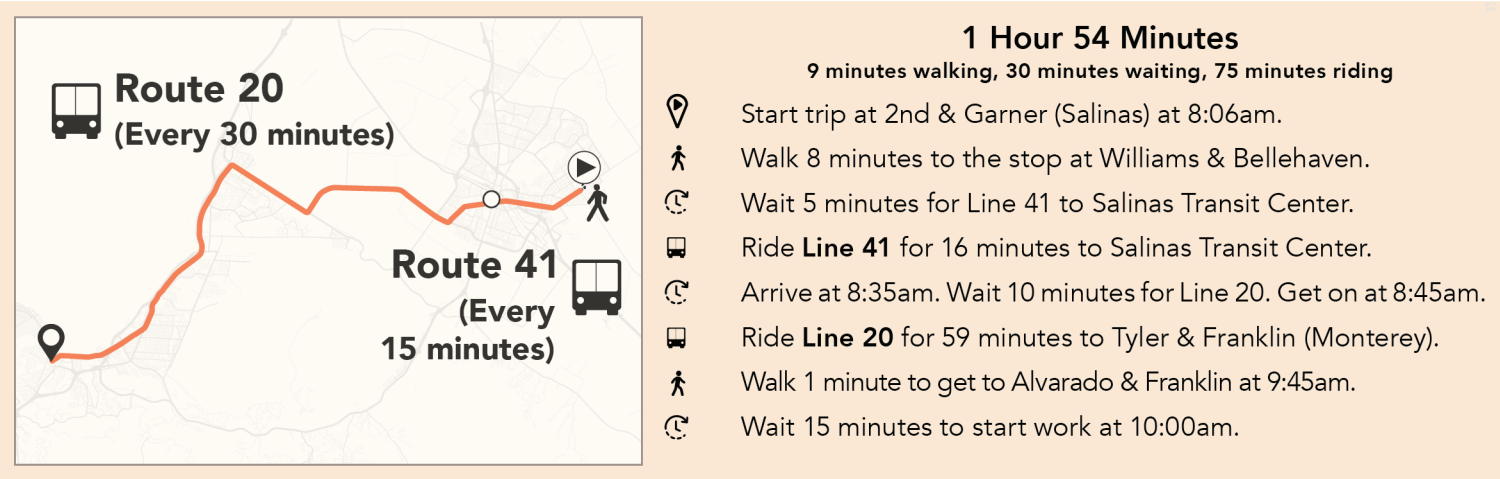 Route 20
(Every 30 minutes)
Route 41
(Every
15 minutes)
1 Hour 54 Minutes
9 minutes walking, 30 minutes waiting, 75 minutes riding
Start trip at 2nd & Garner (Salinas) at 8:06am.
Walk 8 minutes to the stop at Williams & Bellehaven.
Wait 5 minutes for Line 41 to Salinas Transit Center.
Ride Line 41 for 16 minutes to Salinas Transit Center.
Arrive at 8:35am. Wait 10 minutes for Line 20. Get on at 8:45am.
Ride Line 20 for 59 minutes to Tyler & Franklin (Monterey).
Walk 1 minute to get to Alvarado & Franklin at 9:45am.
Wait 15 minutes to start work at 10:00am.